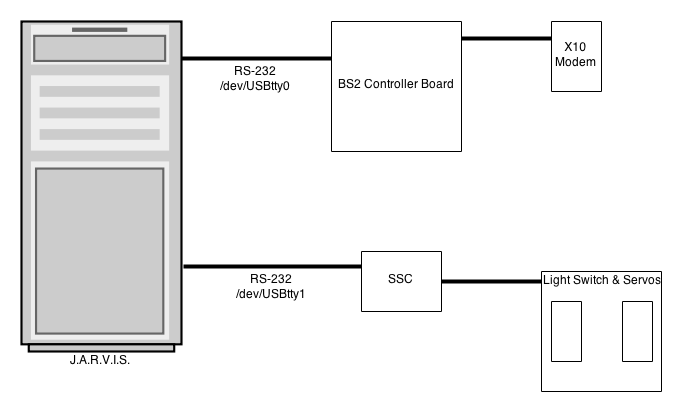 RS-232
/dev/USBtty0
BS2 Controller Board
X10
Modem
RS-232
/dev/USBtty1
SSC
Light Switch & Servos
J.A.R.V.I.S.